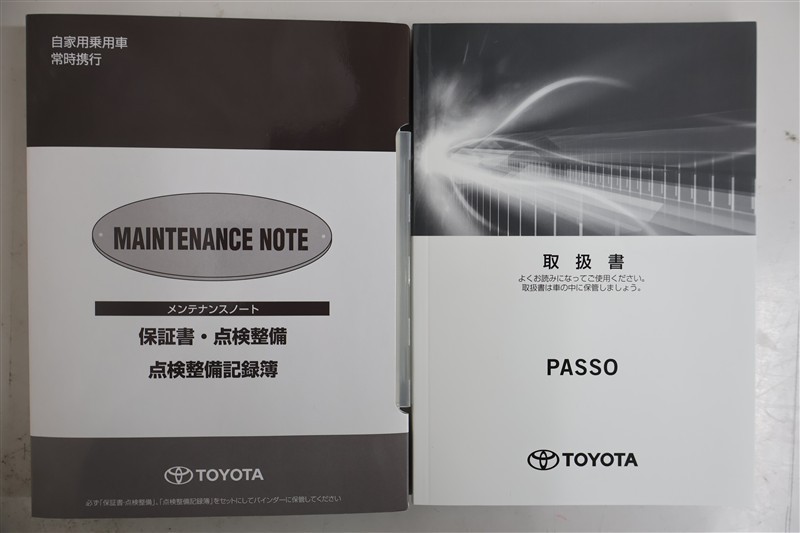 自家用乗用車
常時携行
MAINTENANCE NOTE
メンテナンスノート
保証書・点検整備
点検整備記録簿
TOYOTA
必ず「保証書・点検整備」、「点検整備記録簿」をセットにしてバインダーに保管してください
取扱書
よくお読みになってご使用ください。
取扱書は車の中に保管しましょう。
PASSO
TOYOTA